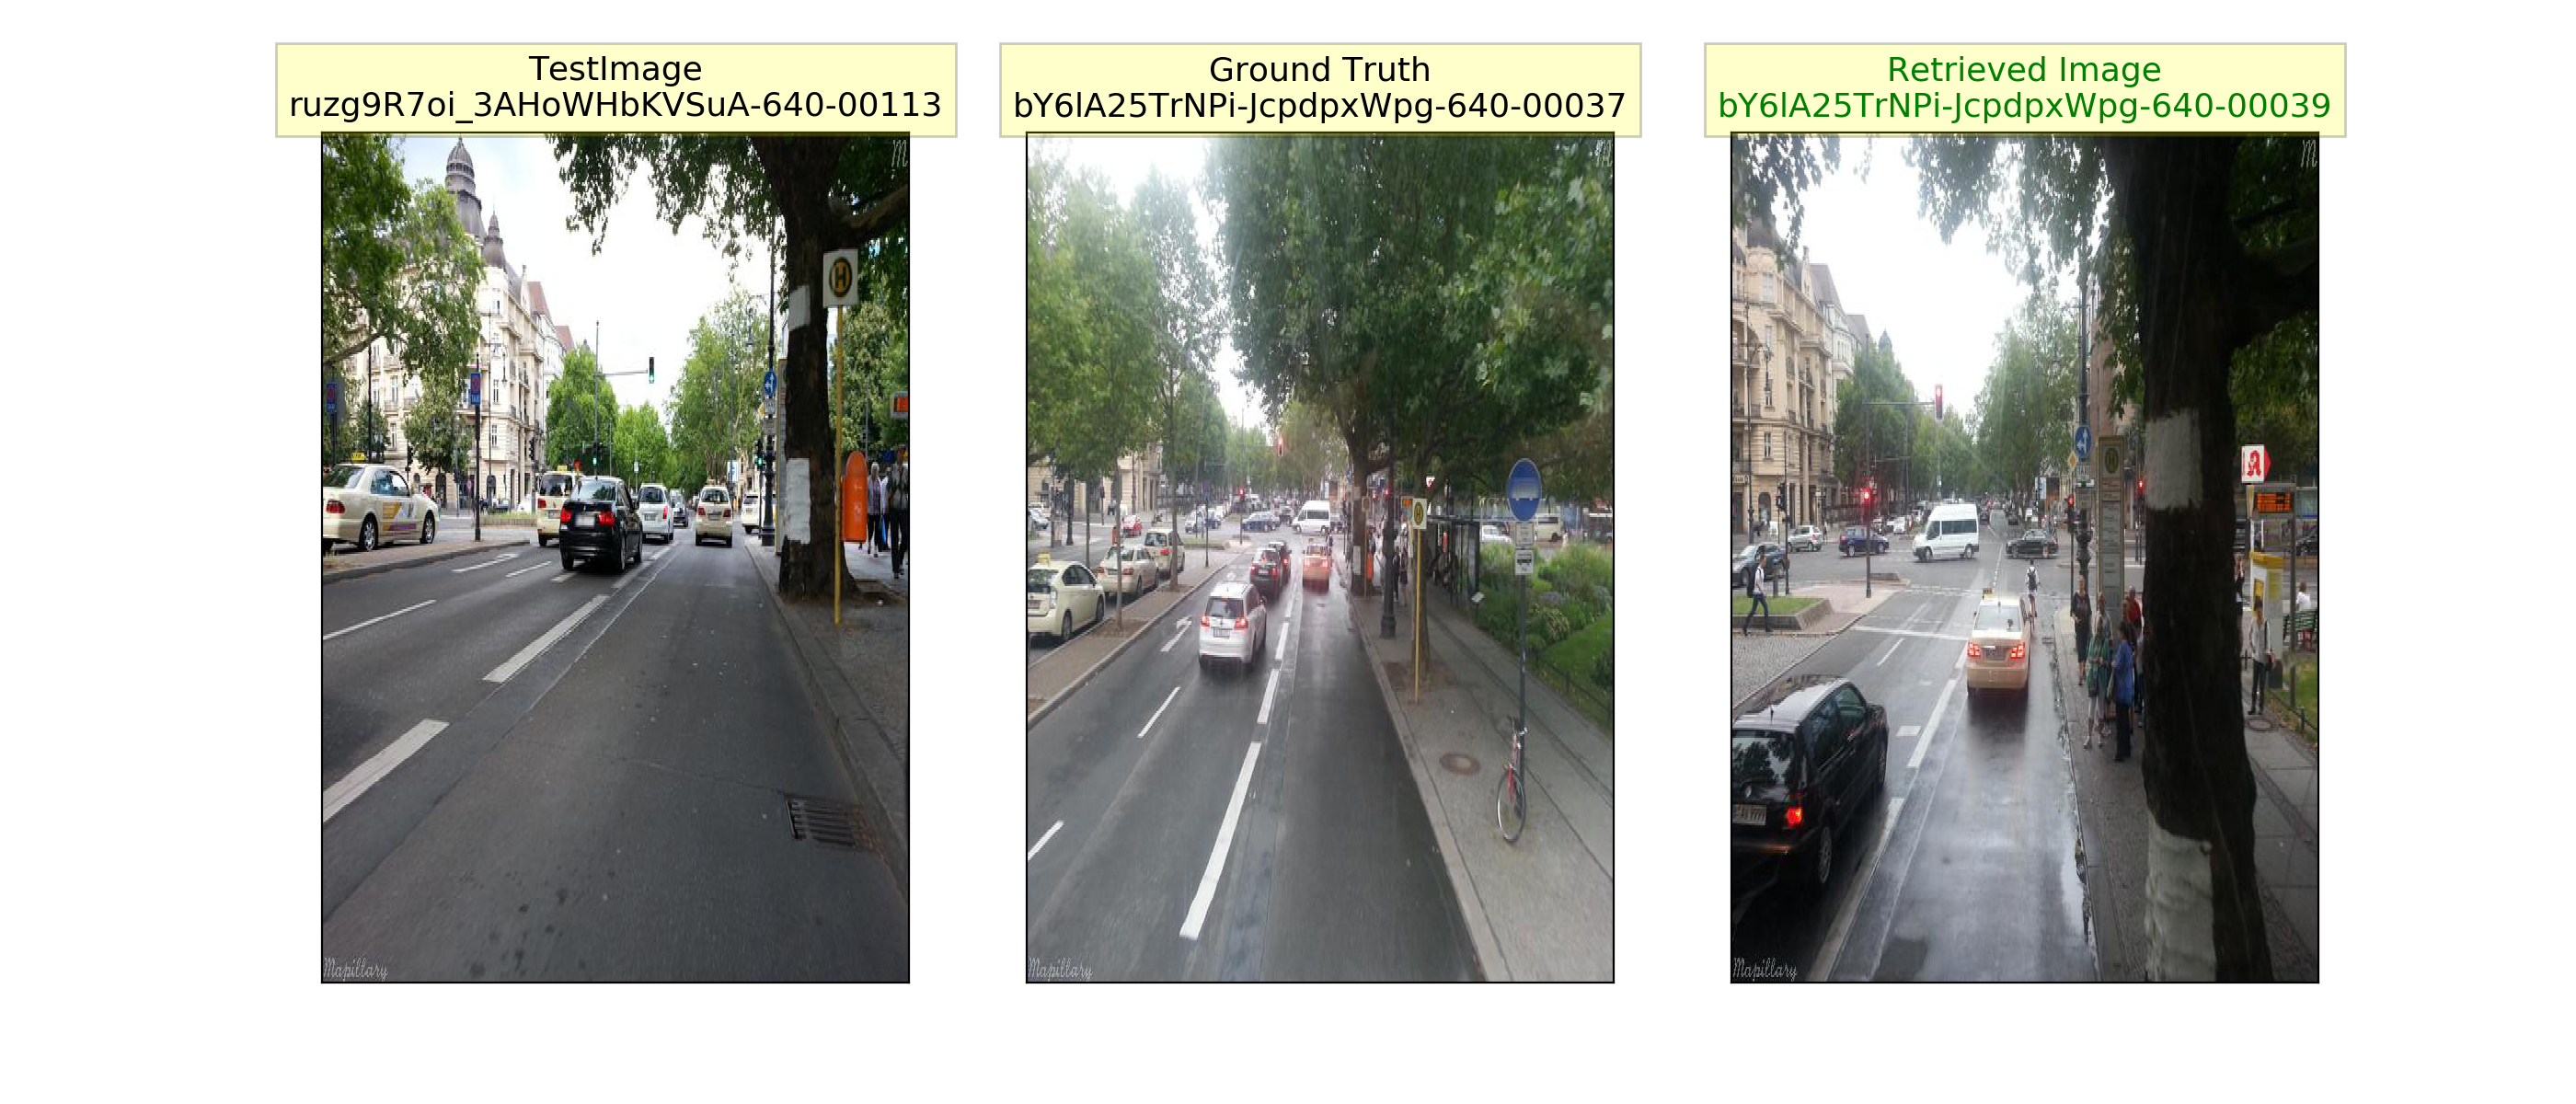 TestImage
ruzg9R7oi_3AHoWHbKVSuA-640-00113
Ground Truth
bY6lA25TrNPi-JcpdpxWpg-640-00037
Retrieved Image
bY6lA25TrNPi-JcpdpxWpg-640-00039
M
H
Mapillary
M
Mapillary
M
A
Mapillary